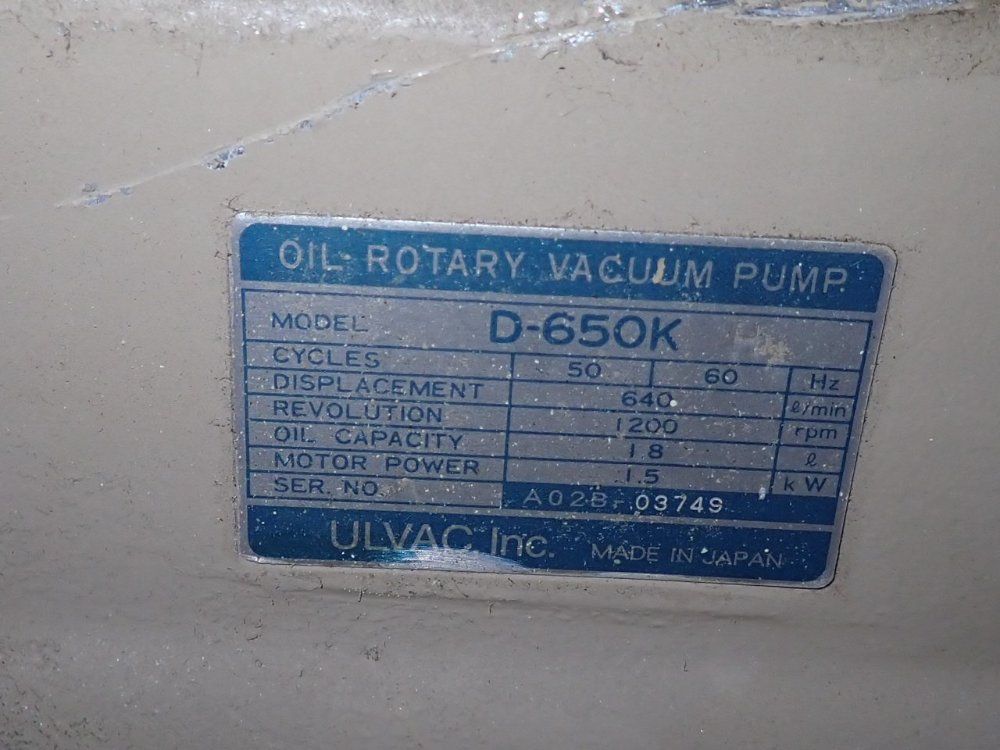 OIL ROTARY VACUUM PUMP
MODEL D-650K
CYCLES 50 60 Hz
DISPLACEMENT 640 ℓ/min
REVOLUTION 1200 rpm
OIL CAPACITY 1.8 ℓ
MOTOR POWER 1.5 kW
SER. NO. A02B-03749
ULVAC Inc. MADE IN JAPAN